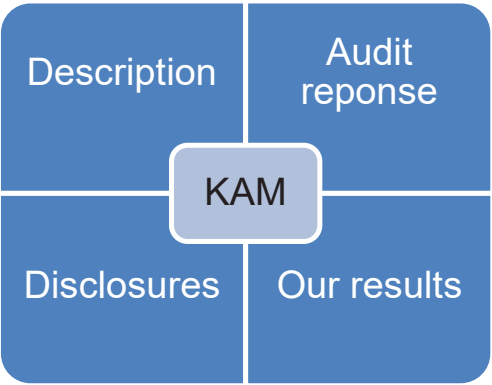 Description
Audit
reponse
KAM
Disclosures
Our results